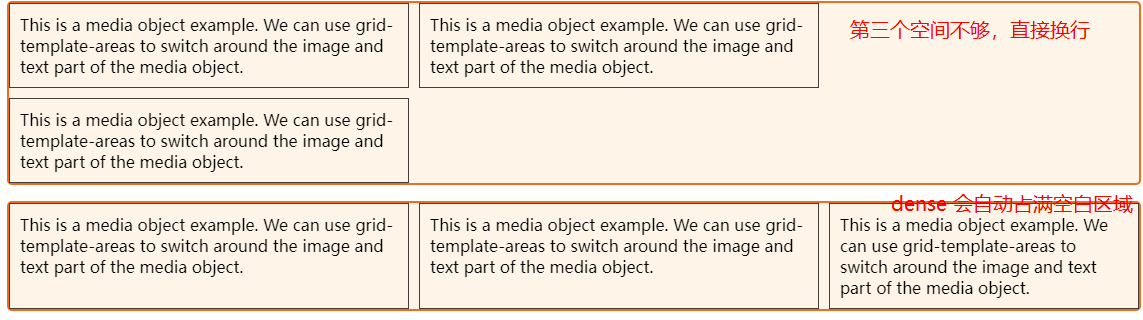 This is a media object example. We can use grid-
template-areas to switch around the image and
text part of the media object.
This is a media object example. We can use grid-
template-areas to switch around the image and
text part of the media object.
第三个空间不够，直接换行
This is a media object example. We can use grid-
template-areas to switch around the image and
text part of the media object.
dense 会自动占满空白区域
This is a media object example. We can use grid-
template-areas to switch around the image and
text part of the media object.
This is a media object example. We can use grid-
template-areas to switch around the image and
text part of the media object.
This is a media object example. We
can use grid-template-areas to
switch around the image and text
part of the media object.